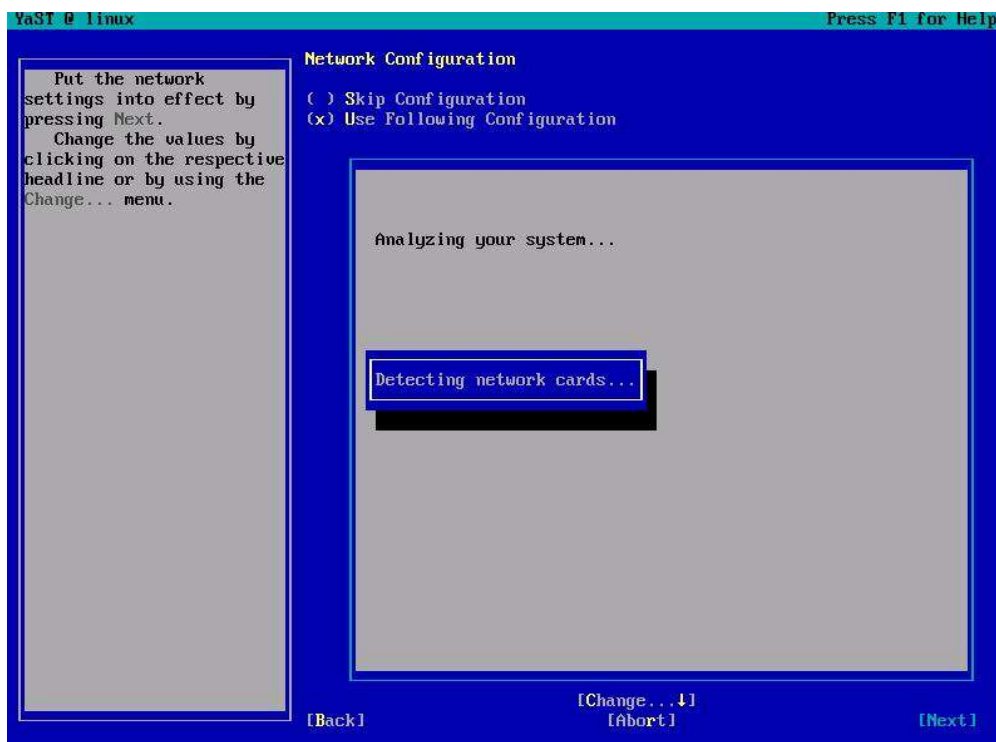 YaST @ linux Press F1 for Help
Put the network
settings into effect by
pressing Next.
Change the values by
clicking on the respective
headline or by using the
Change... menu.
Network Configuration
( ) Skip Configuration
(x) Use Following Configuration
Analyzing your system...
Detecting network cards...
[Change...↓]
[Back] [Abort] [Next]